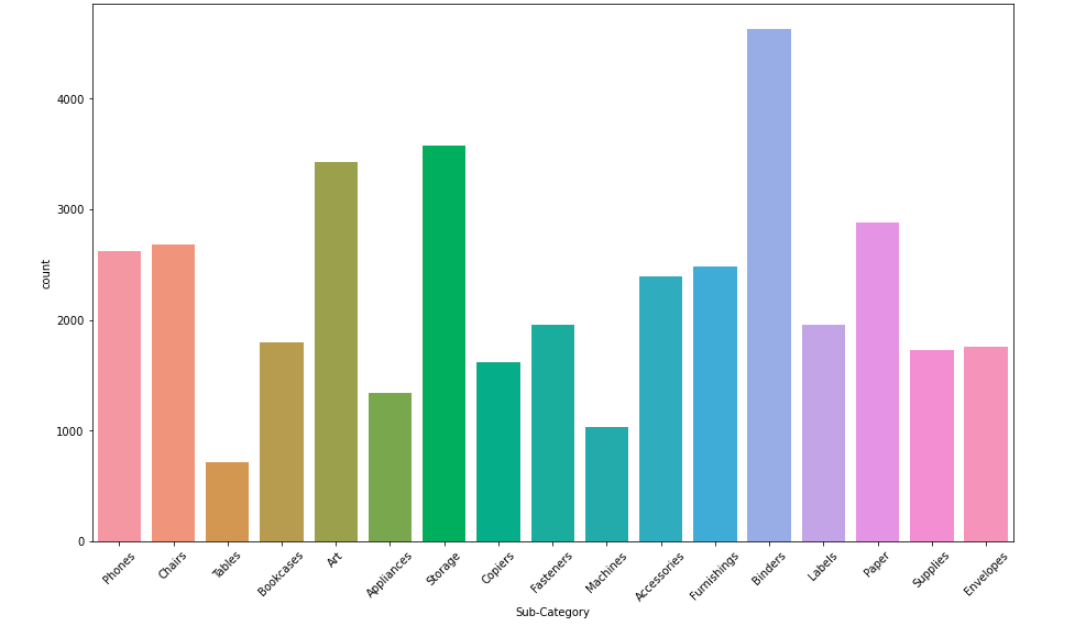 4000
3000
2000
1000
0
count
Phones
Chairs
Tables
Bookcases
Art
Appliances
Storage
Copiers
Fasteners
Machines
Accessories
Furnishings
Binders
Labels
Paper
Supplies
Envelopes
Sub-Category